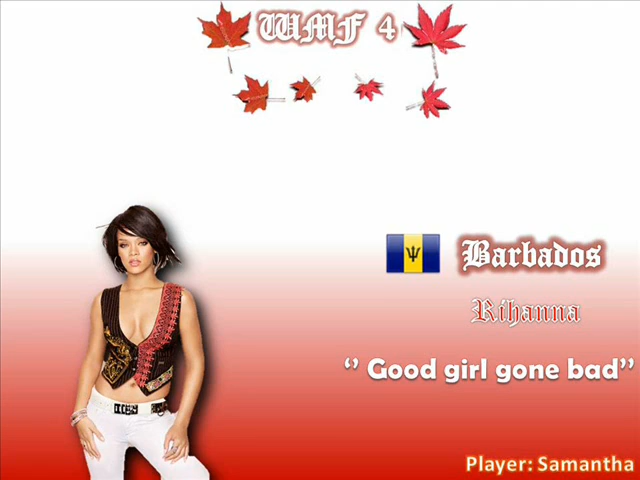 WMF 4
Barbados
Rihanna
‘’ Good girl gone bad’’
Player: Samantha